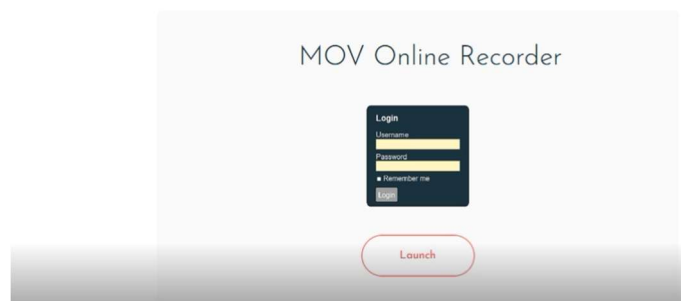 MOV Online Recorder
Login
Username
Password
Remember me
Login
Launch